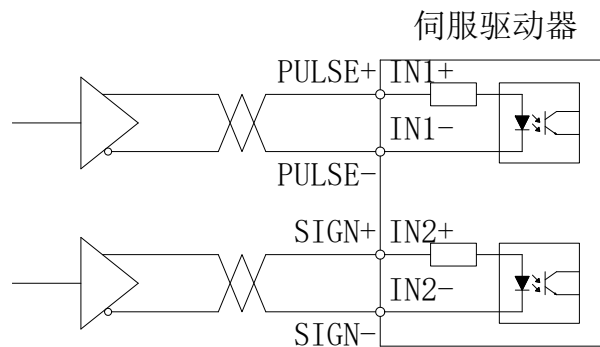 伺服驱动器
PULSE+ IN1+
IN1-
PULSE-
SIGN+ IN2+
IN2-
SIGN-